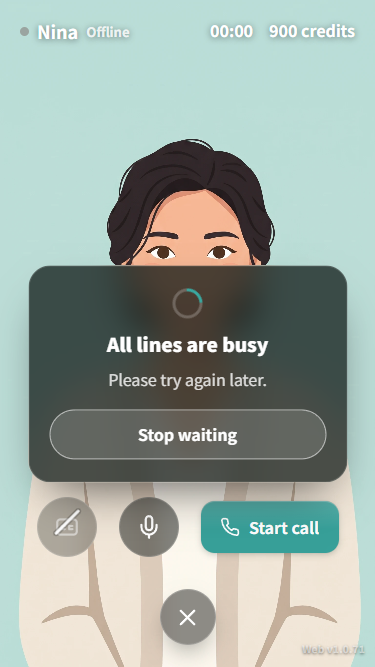 Nina Offline 00:00 900 credits
All lines are busy
Please try again later.
Stop waiting
Start call
Web v1.0.71